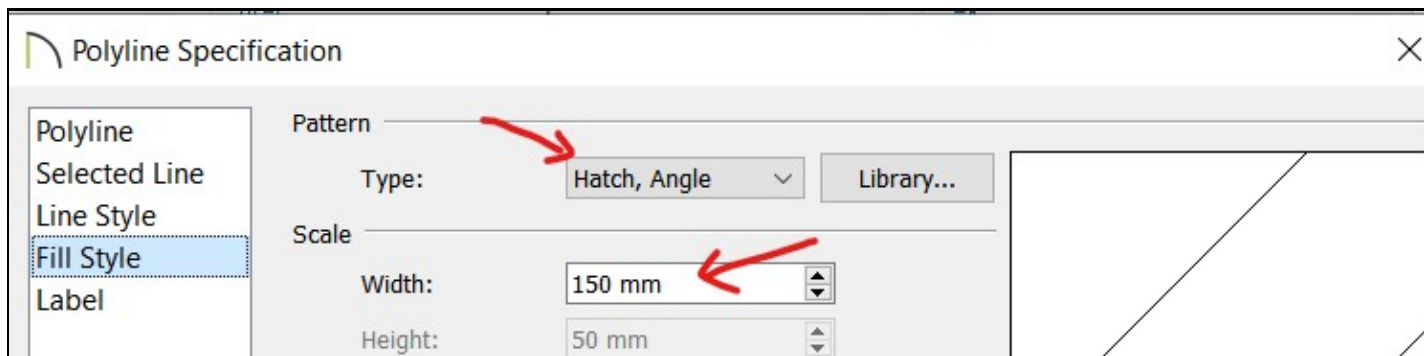 Polyline Specification
Polyline
Selected Line
Line Style
Fill Style
Label
Pattern
Type: Hatch, Angle Library...
Scale
Width: 150 mm
Height: 50 mm